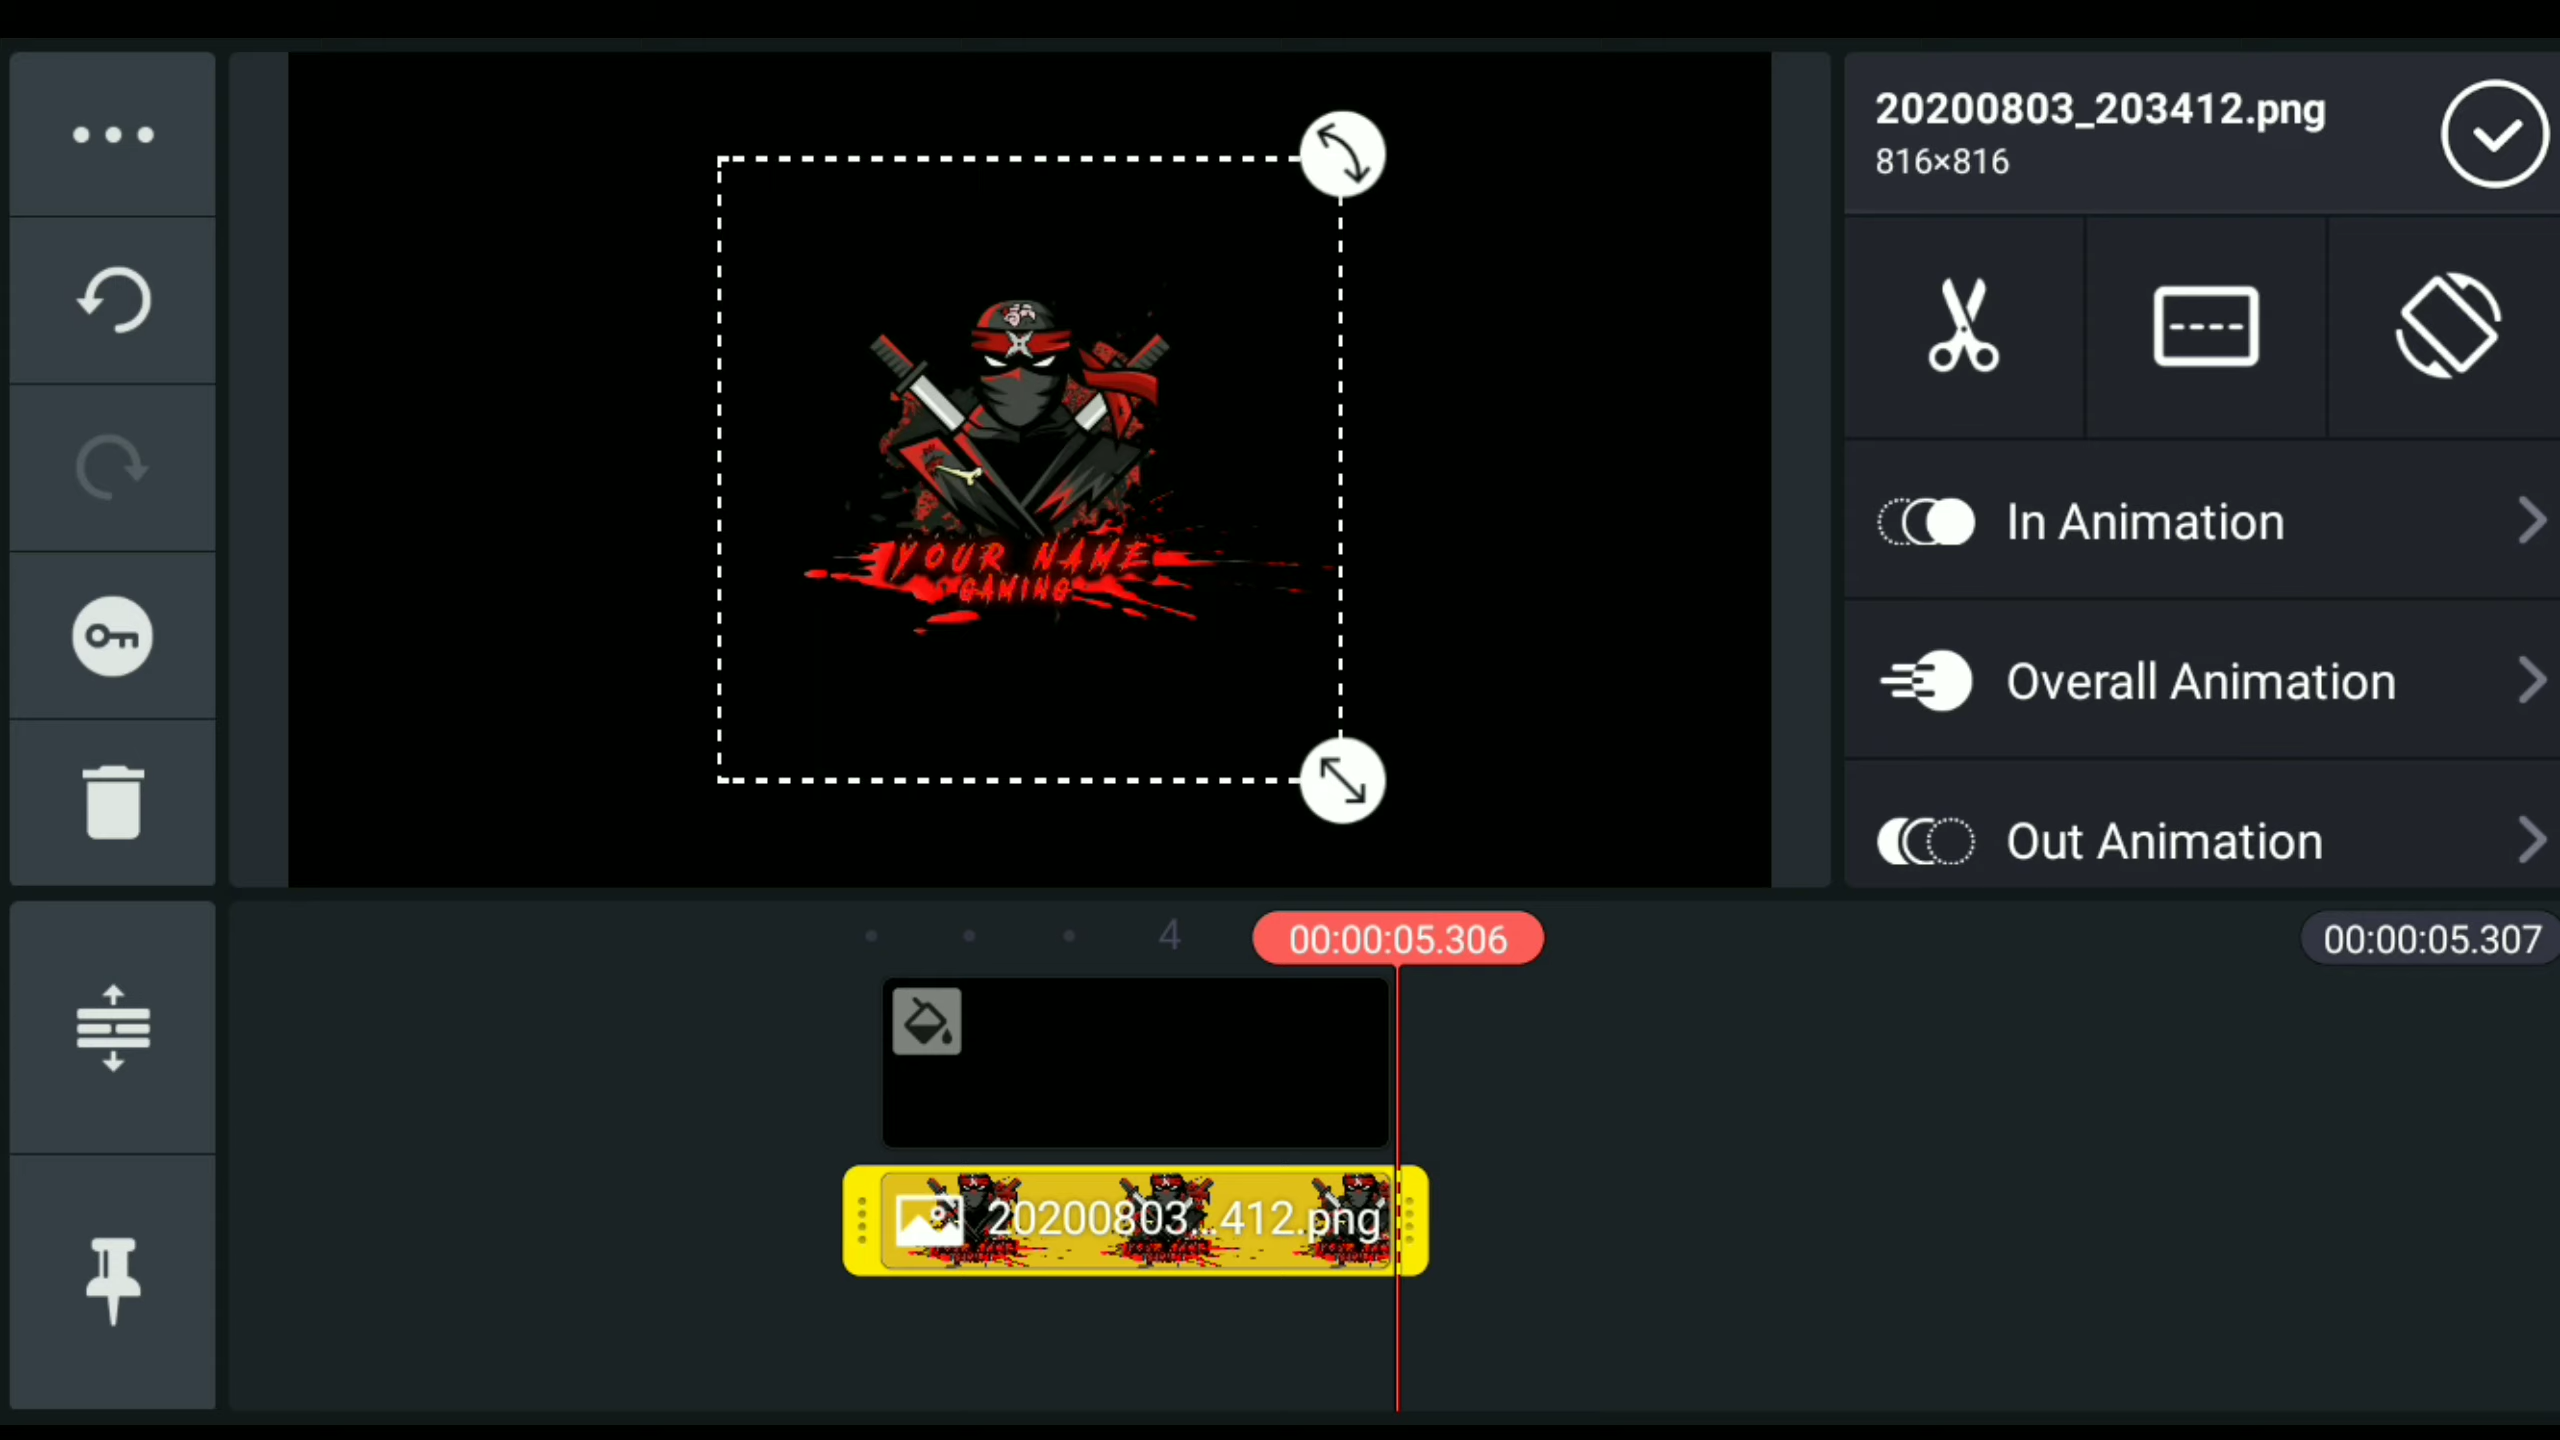 20200803_203412.png
816×816
YOUR NAME
GAMING
In Animation
Overall Animation
Out Animation
4
00:00:05.306
00:00:05.307
20200803...412.png